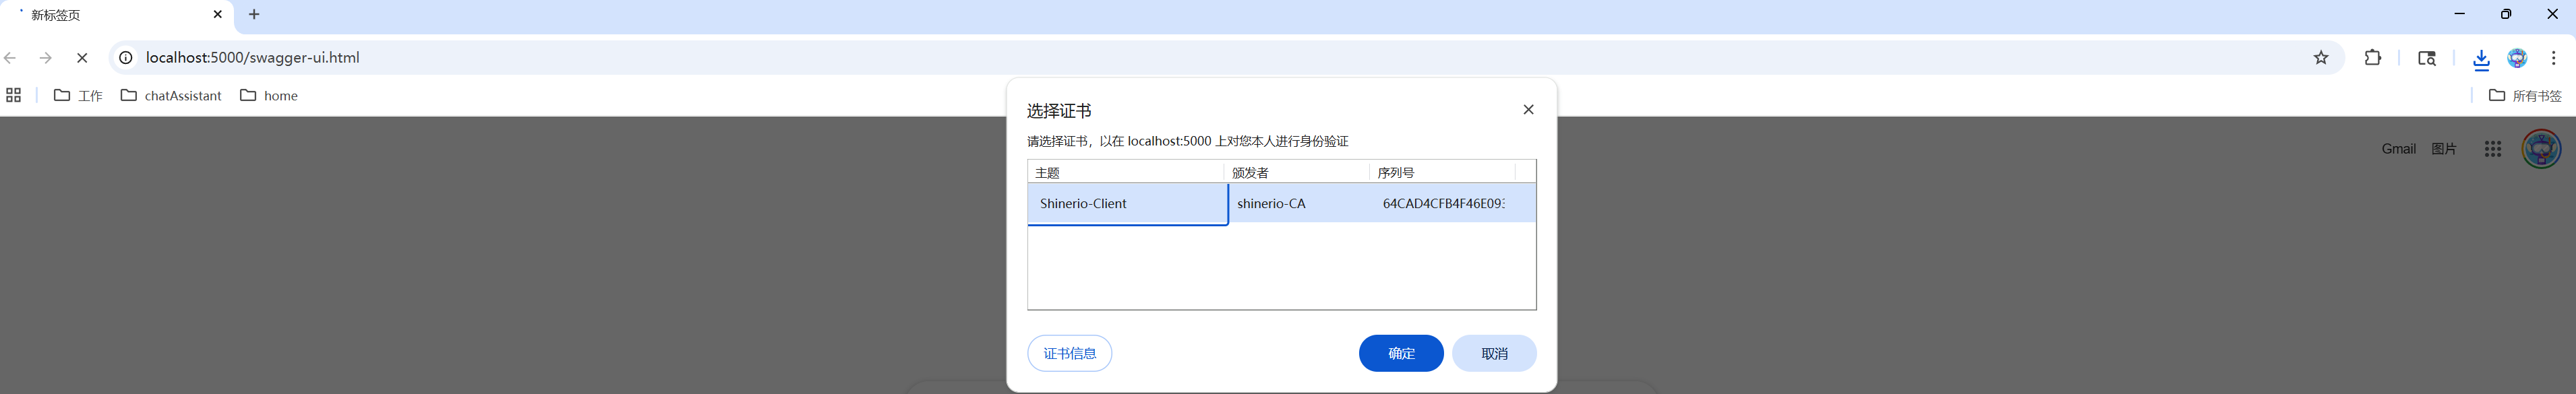 新标签页
localhost:5000/swagger-ui.html
工作 chatAssistant home 所有书签
Gmail 图片
选择证书
请选择证书，以在 localhost:5000 上对您本人进行身份验证
主题 颁发者 序列号
Shinerio-Client shinerio-CA 64CAD4CFB4F46E093
证书信息 确定 取消